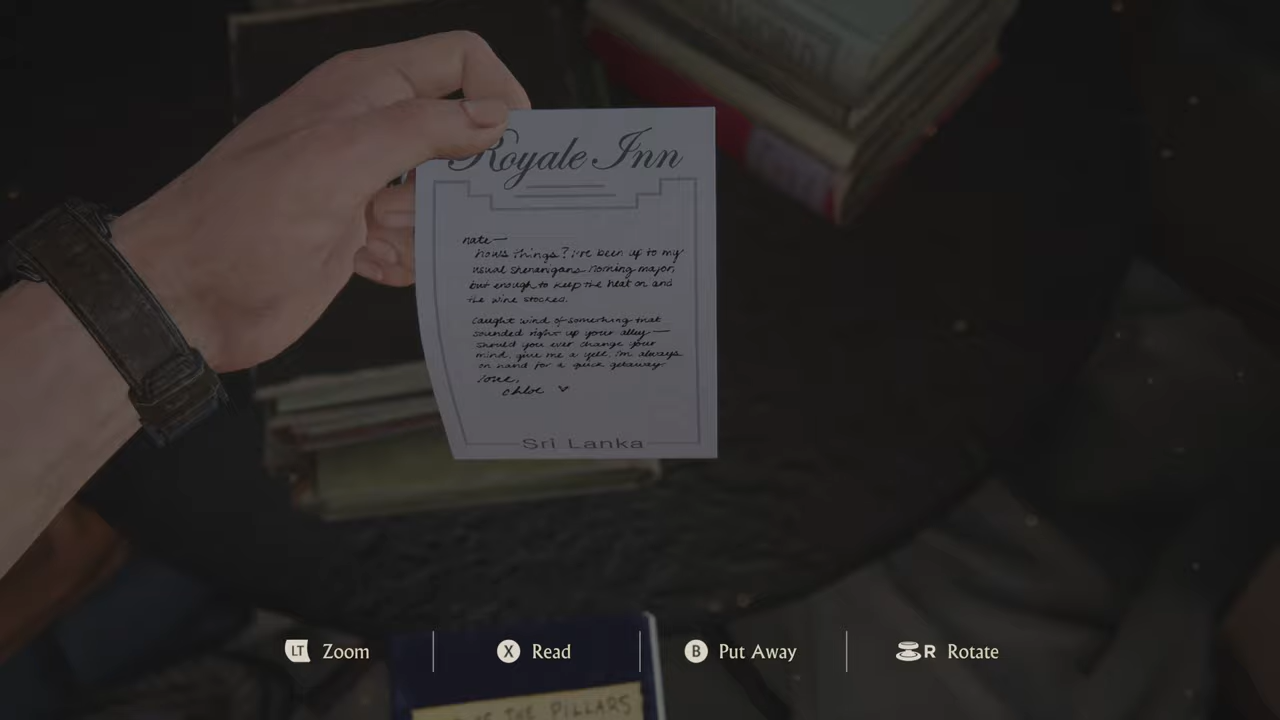 Royale Inn
nate—
how's things? i've been up to my
usual shenanigans. nothing major,
but enough to keep the heat on and
the wine stocked.
caught wind of something that
sounded right up your alley—
should you ever change your
mind, give me a yell. i'm always
on hand for a quick getaway.
love,
chloe
Sri Lanka
LT Zoom
X Read
B Put Away
R Rotate
OF THE PILLARS